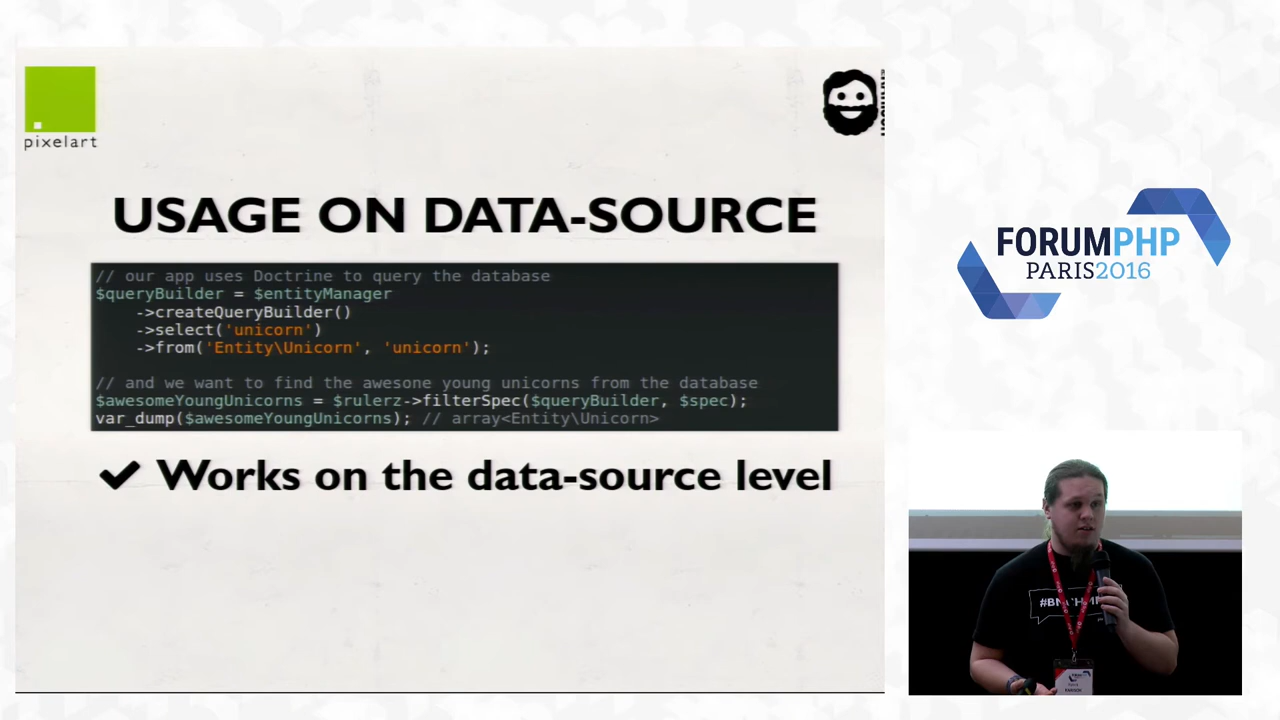 pixelart
USAGE ON DATA-SOURCE
// our app uses Doctrine to query the database
$queryBuilder = $entityManager
->createQueryBuilder()
->select('unicorn')
->from('Entity\Unicorn', 'unicorn');
// and we want to find the awesone young unicorns from the database
$awesomeYoungUnicorns = $rulerz->filterSpec($queryBuilder, $spec);
var_dump($awesomeYoungUnicorns); // array<Entity\Unicorn>
✔ Works on the data-source level
FORUMPHP
PARIS2016